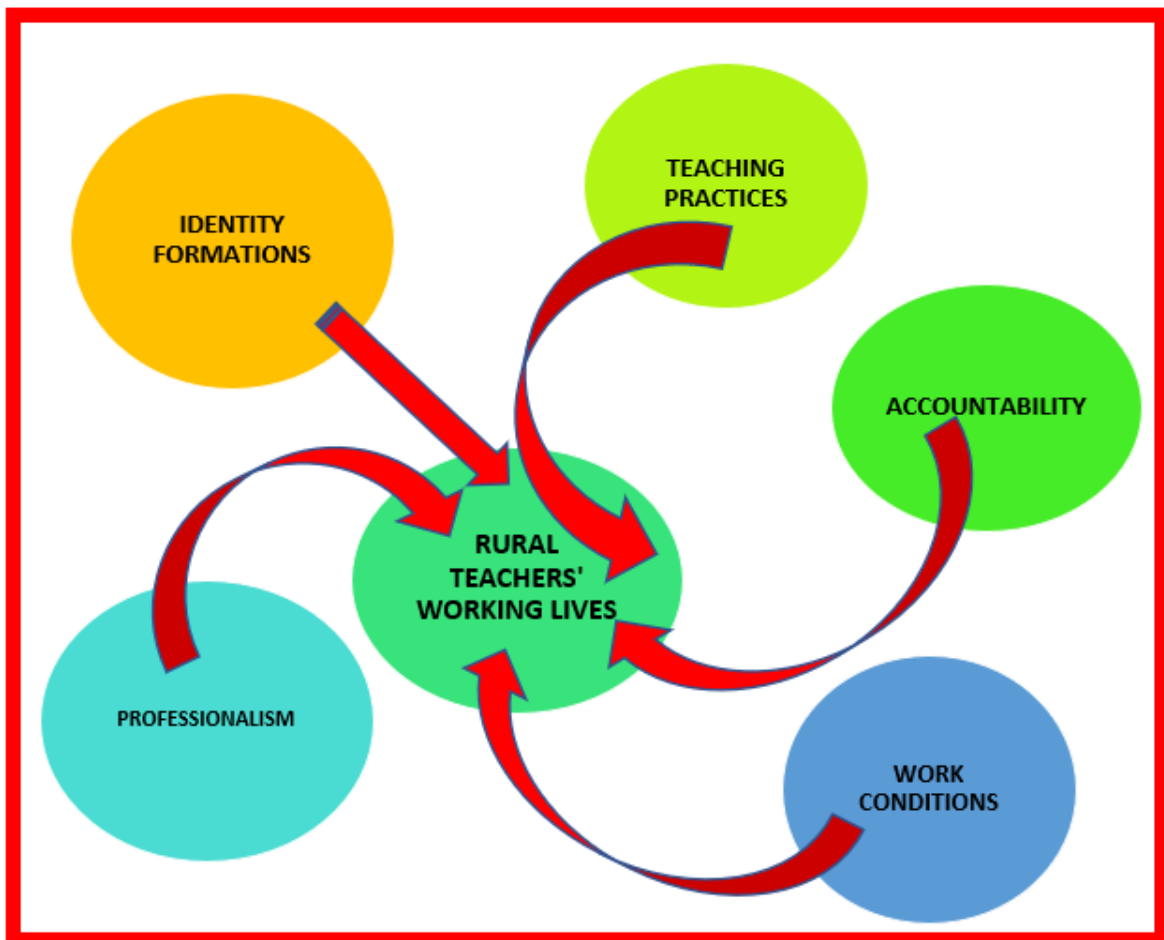 TEACHING
PRACTICES
IDENTITY
FORMATIONS
ACCOUNTABILITY
RURAL
TEACHERS'
WORKING LIVES
PROFESSIONALISM
WORK
CONDITIONS